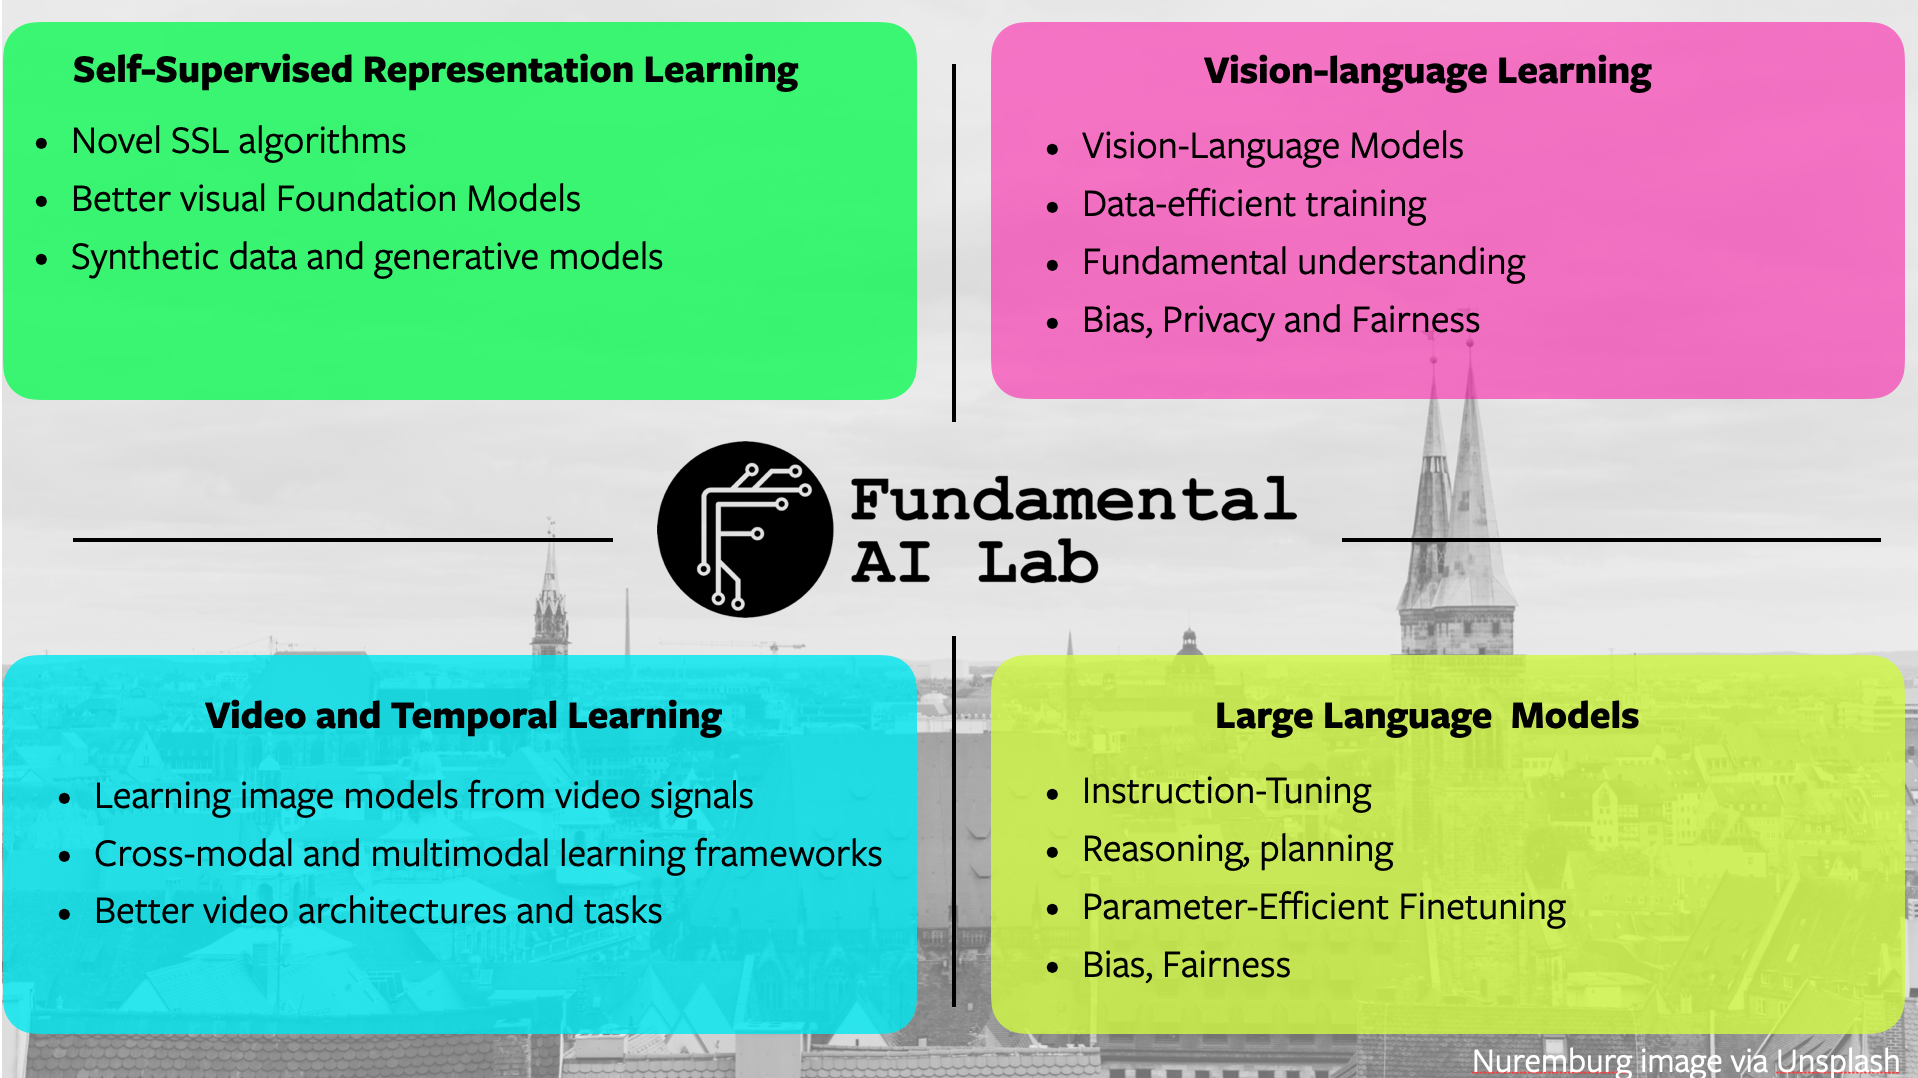 Self-Supervised Representation Learning
Novel SSL algorithms
Better visual Foundation Models
Synthetic data and generative models
Vision-language Learning
Vision-Language Models
Data-efficient training
Fundamental understanding
Bias, Privacy and Fairness
Fundamental
AI Lab
Video and Temporal Learning
Learning image models from video signals
Cross-modal and multimodal learning frameworks
Better video architectures and tasks
Large Language  Models
Instruction-Tuning
Reasoning, planning
Parameter-Efficient Finetuning
Bias, Fairness
Nuremburg image via Unsplash